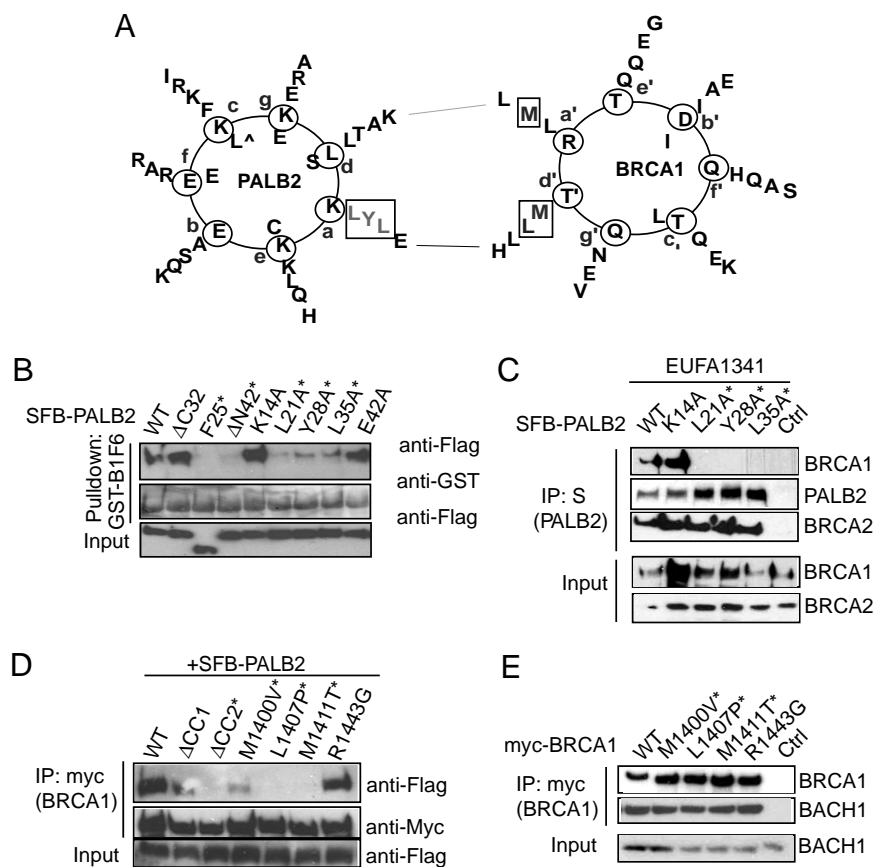 A
PALB2
BRCA1
I R K F K L^
c
g
A R E K E
K A T L L S
d
R A R E E
f
K L Y L E
a
K Q S A E
b
C K K L Q H
e
L M L R
a'
G E Q Q T
e'
E A I D I
b'
Q H Q A S
f'
L T Q E K
c,
Q N E V
g'
T' M L L H
d'
B
SFB-PALB2
WT ΔC32 F25* ΔN42* K14A L21A* Y28A* L35A* E42A
Pulldown:
GST-B1F6
anti-Flag
anti-GST
Input
anti-Flag
C
EUFA1341
SFB-PALB2
WT K14A L21A* Y28A* L35A* Ctrl
IP: S
(PALB2)
BRCA1
PALB2
BRCA2
Input
BRCA1
BRCA2
D
+SFB-PALB2
WT ΔCC1 ΔCC2* M1400V* L1407P* M1411T* R1443G
IP: myc
(BRCA1)
anti-Flag
anti-Myc
Input
anti-Flag
E
myc-BRCA1
WT M1400V* L1407P* M1411T* R1443G Ctrl
IP: myc
(BRCA1)
BRCA1
BACH1
Input
BACH1